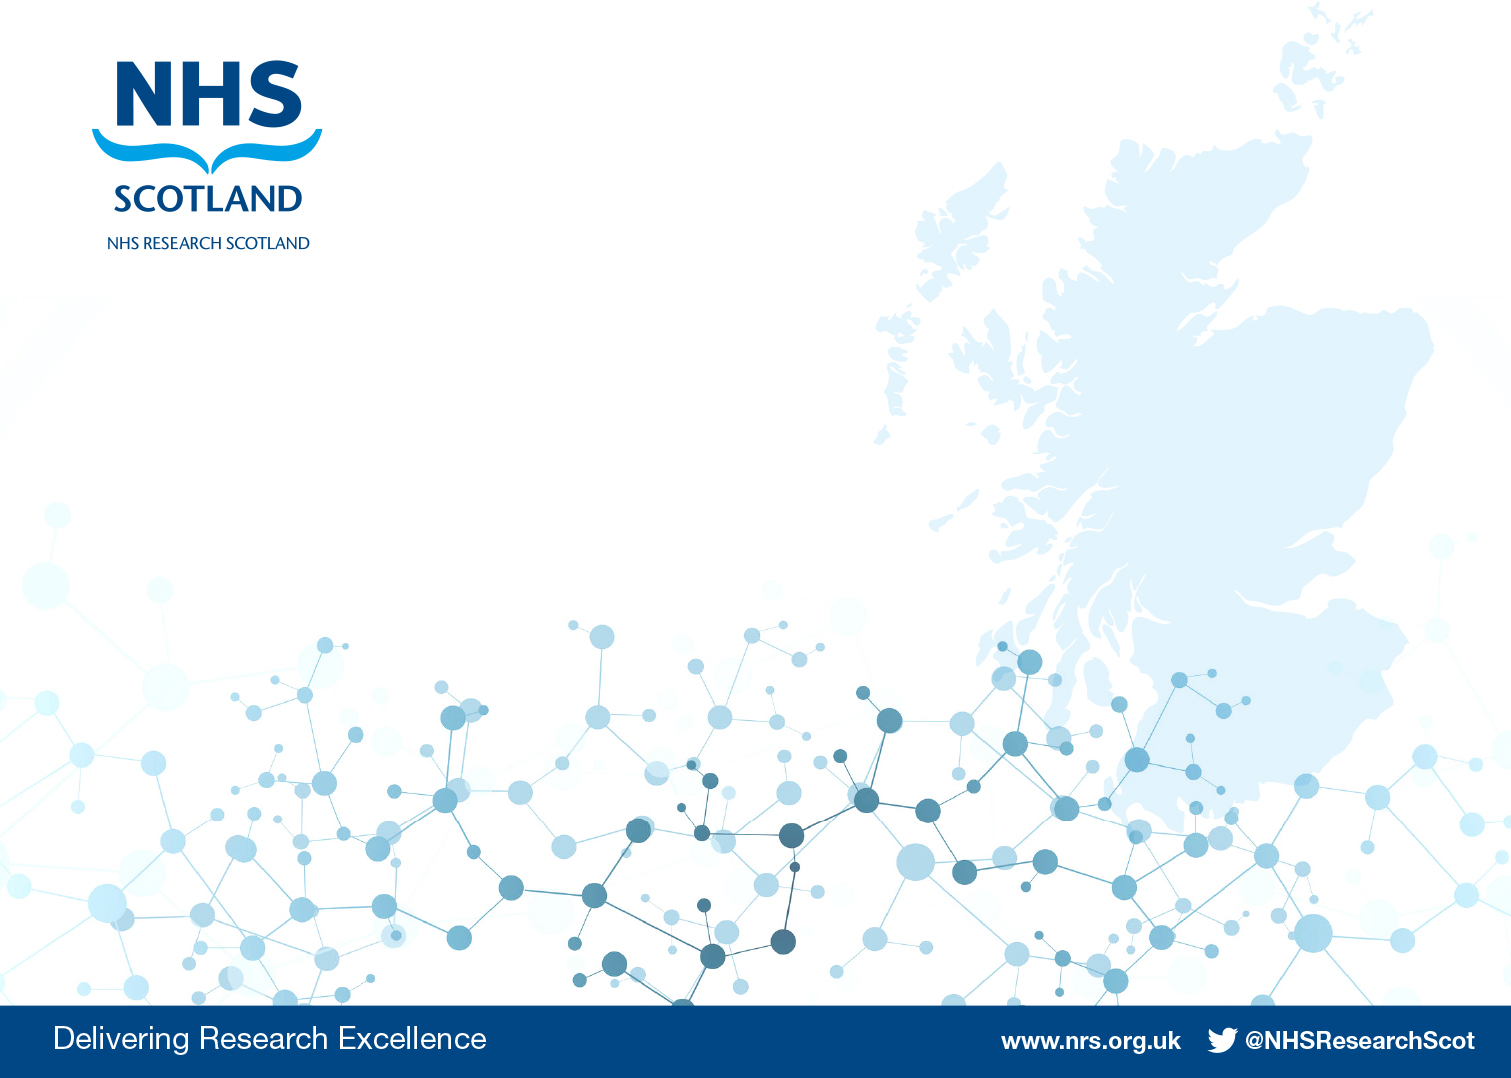 NHS
SCOTLAND
NHS RESEARCH SCOTLAND
Delivering Research Excellence
www.nrs.org.uk
@NHSResearchScot